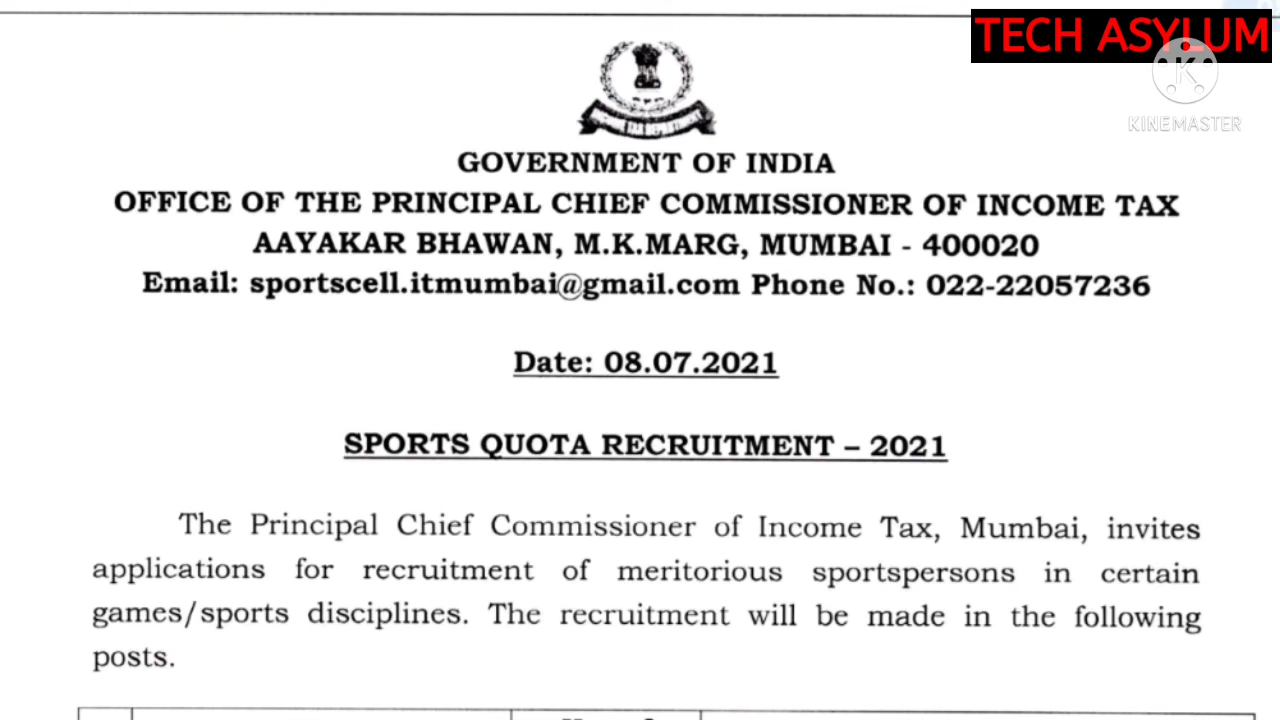 TECH ASYLUM
K
KINEMASTER
INCOME TAX DEPARTMENT
GOVERNMENT OF INDIA
OFFICE OF THE PRINCIPAL CHIEF COMMISSIONER OF INCOME TAX
AAYAKAR BHAWAN, M.K.MARG, MUMBAI - 400020
Email: sportscell.itmumbai@gmail.com Phone No.: 022-22057236
Date: 08.07.2021
SPORTS QUOTA RECRUITMENT – 2021
The Principal Chief Commissioner of Income Tax, Mumbai, invites
applications for recruitment of meritorious sportspersons in certain
games/sports disciplines. The recruitment will be made in the following
posts.